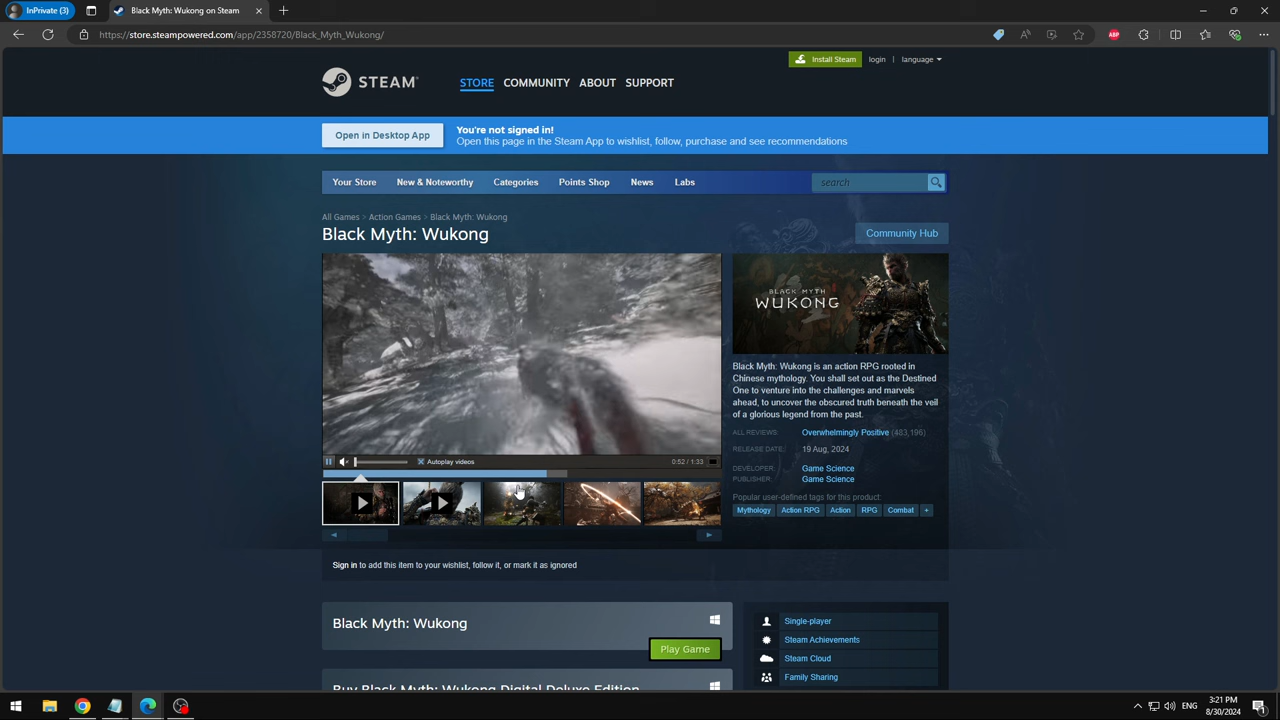 InPrivate (3)
Black Myth: Wukong on Steam
https://store.steampowered.com/app/2358720/Black_Myth_Wukong/
ABP
Install Steam
login | language
STEAM
STORE
COMMUNITY
ABOUT
SUPPORT
Open in Desktop App
You're not signed in!
Open this page in the Steam App to wishlist, follow, purchase and see recommendations
Your Store
New & Noteworthy
Categories
Points Shop
News
Labs
search
All Games > Action Games > Black Myth: Wukong
Black Myth: Wukong
Community Hub
BLACK MYTH
WUKONG
Black Myth: Wukong is an action RPG rooted in
Chinese mythology. You shall set out as the Destined
One to venture into the challenges and marvels
ahead, to uncover the obscured truth beneath the veil
of a glorious legend from the past.
ALL REVIEWS: Overwhelmingly Positive (483,196)
RELEASE DATE: 19 Aug, 2024
DEVELOPER: Game Science
PUBLISHER: Game Science
Popular user-defined tags for this product:
Mythology
Action RPG
Action
RPG
Combat
+
Autoplay videos
0:52 / 1:33
Sign in to add this item to your wishlist, follow it, or mark it as ignored
Black Myth: Wukong
Play Game
Buy Black Myth: Wukong Digital Deluxe Edition
Single-player
Steam Achievements
Steam Cloud
Family Sharing
ENG
3:21 PM
8/30/2024
1